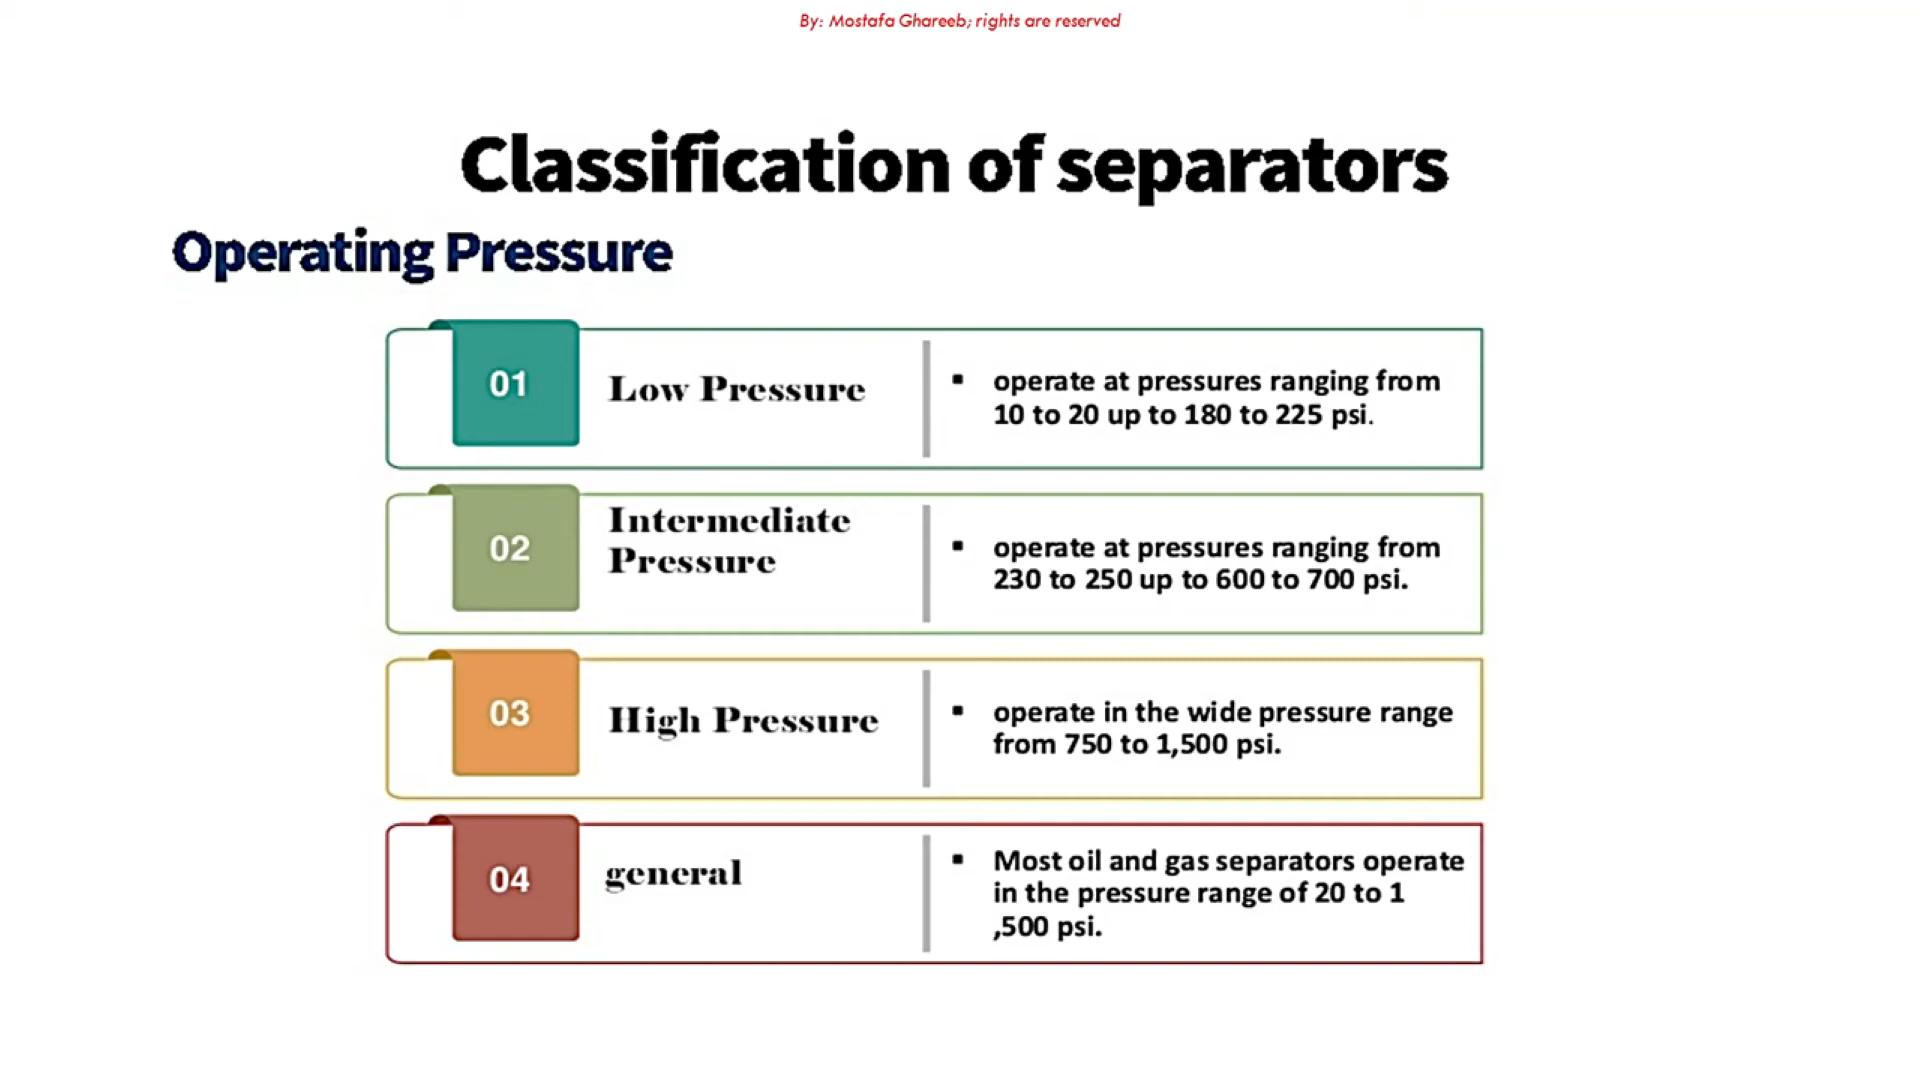 By: Mostafa Ghareeb; rights are reserved
Classification of separators
Operating Pressure
01
Low Pressure
▪ operate at pressures ranging from
10 to 20 up to 180 to 225 psi.
02
Intermediate
Pressure
▪ operate at pressures ranging from
230 to 250 up to 600 to 700 psi.
03
High Pressure
▪ operate in the wide pressure range
from 750 to 1,500 psi.
04
general
▪ Most oil and gas separators operate
in the pressure range of 20 to 1
,500 psi.